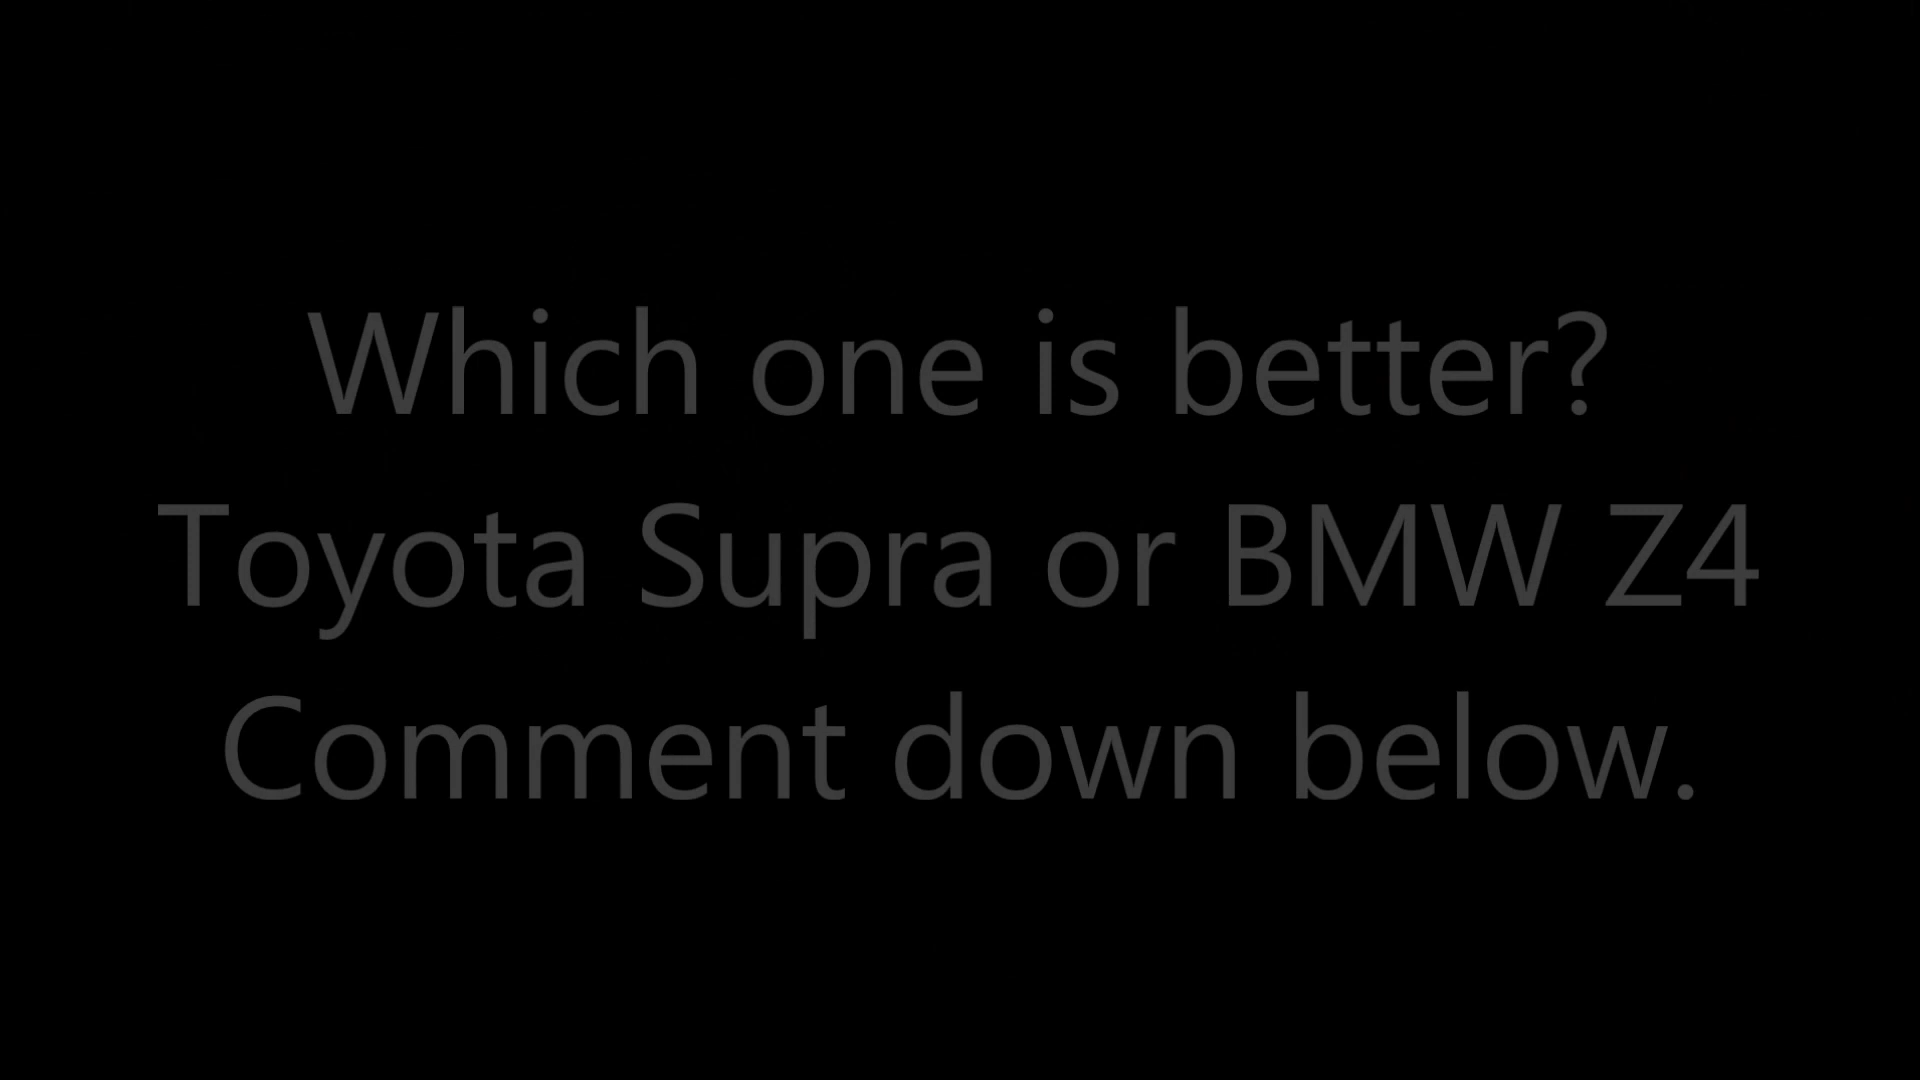 Which one is better?
Toyota Supra or BMW Z4
Comment down below.